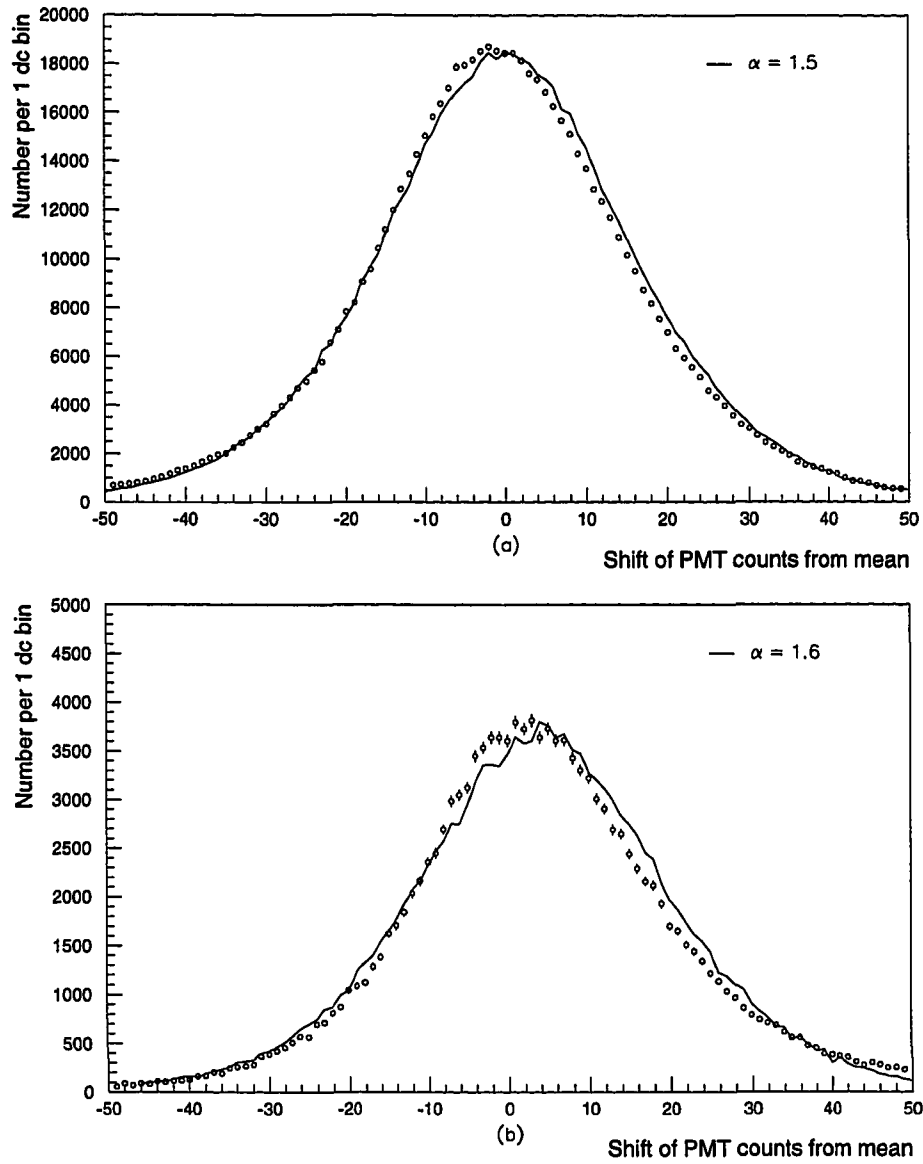 Number per 1 dc bin
20000
18000
16000
14000
12000
10000
8000
6000
4000
2000
0
α = 1.5
-50 -40 -30 -20 -10 0 10 20 30 40 50
(a)
Shift of PMT counts from mean
Number per 1 dc bin
5000
4500
4000
3500
3000
2500
2000
1500
1000
500
0
α = 1.6
-50 -40 -30 -20 -10 0 10 20 30 40 50
(b)
Shift of PMT counts from mean